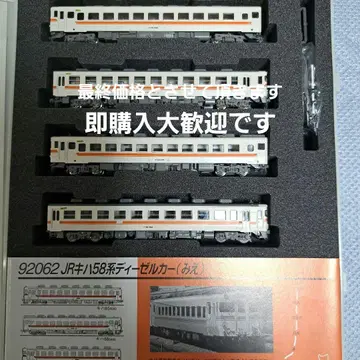 最終価格とさせて頂きます
即購入大歓迎です
92062 JRキハ58系ディーゼルカー(みえ)